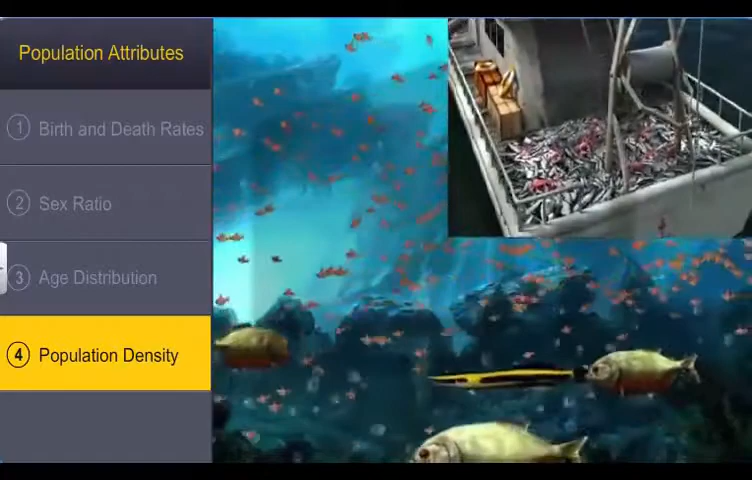 Population Attributes
1 Birth and Death Rates
2 Sex Ratio
3 Age Distribution
4 Population Density